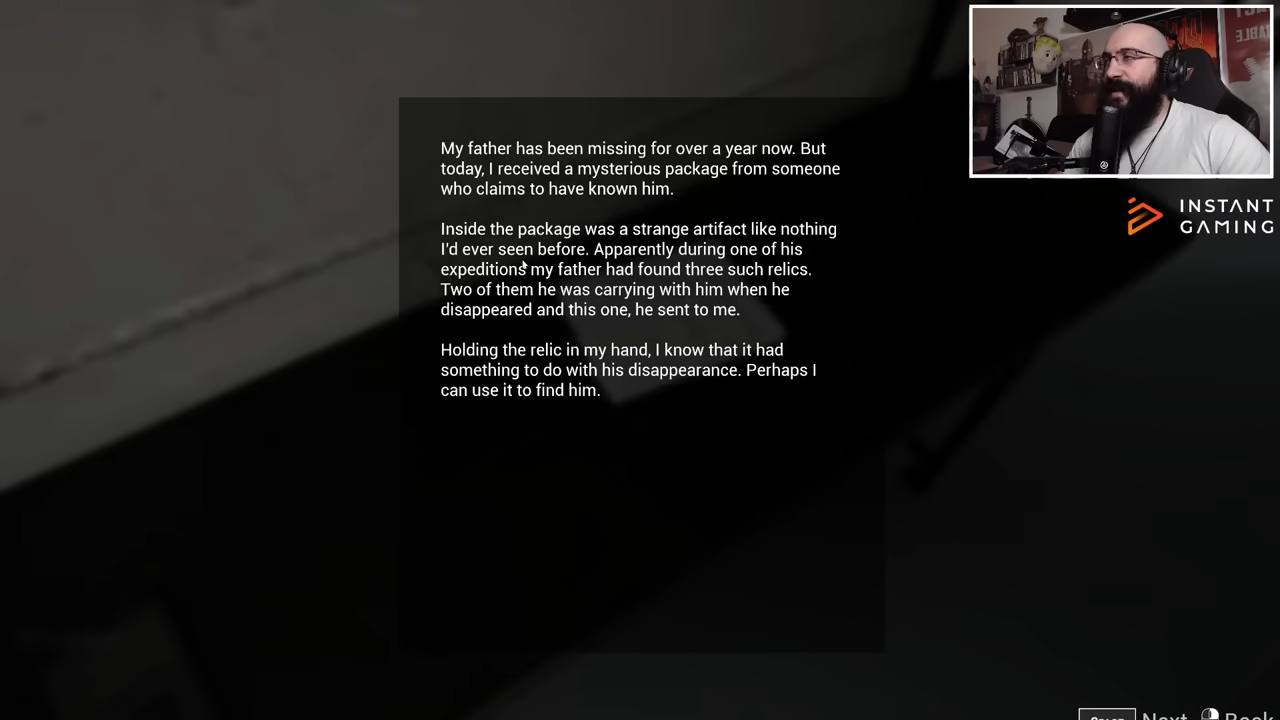 My father has been missing for over a year now. But
today, I received a mysterious package from someone
who claims to have known him.
Inside the package was a strange artifact like nothing
I'd ever seen before. Apparently during one of his
expeditions my father had found three such relics.
Two of them he was carrying with him when he
disappeared and this one, he sent to me.
Holding the relic in my hand, I know that it had
something to do with his disappearance. Perhaps I
can use it to find him.
INSTANT
GAMING
Space Next Back